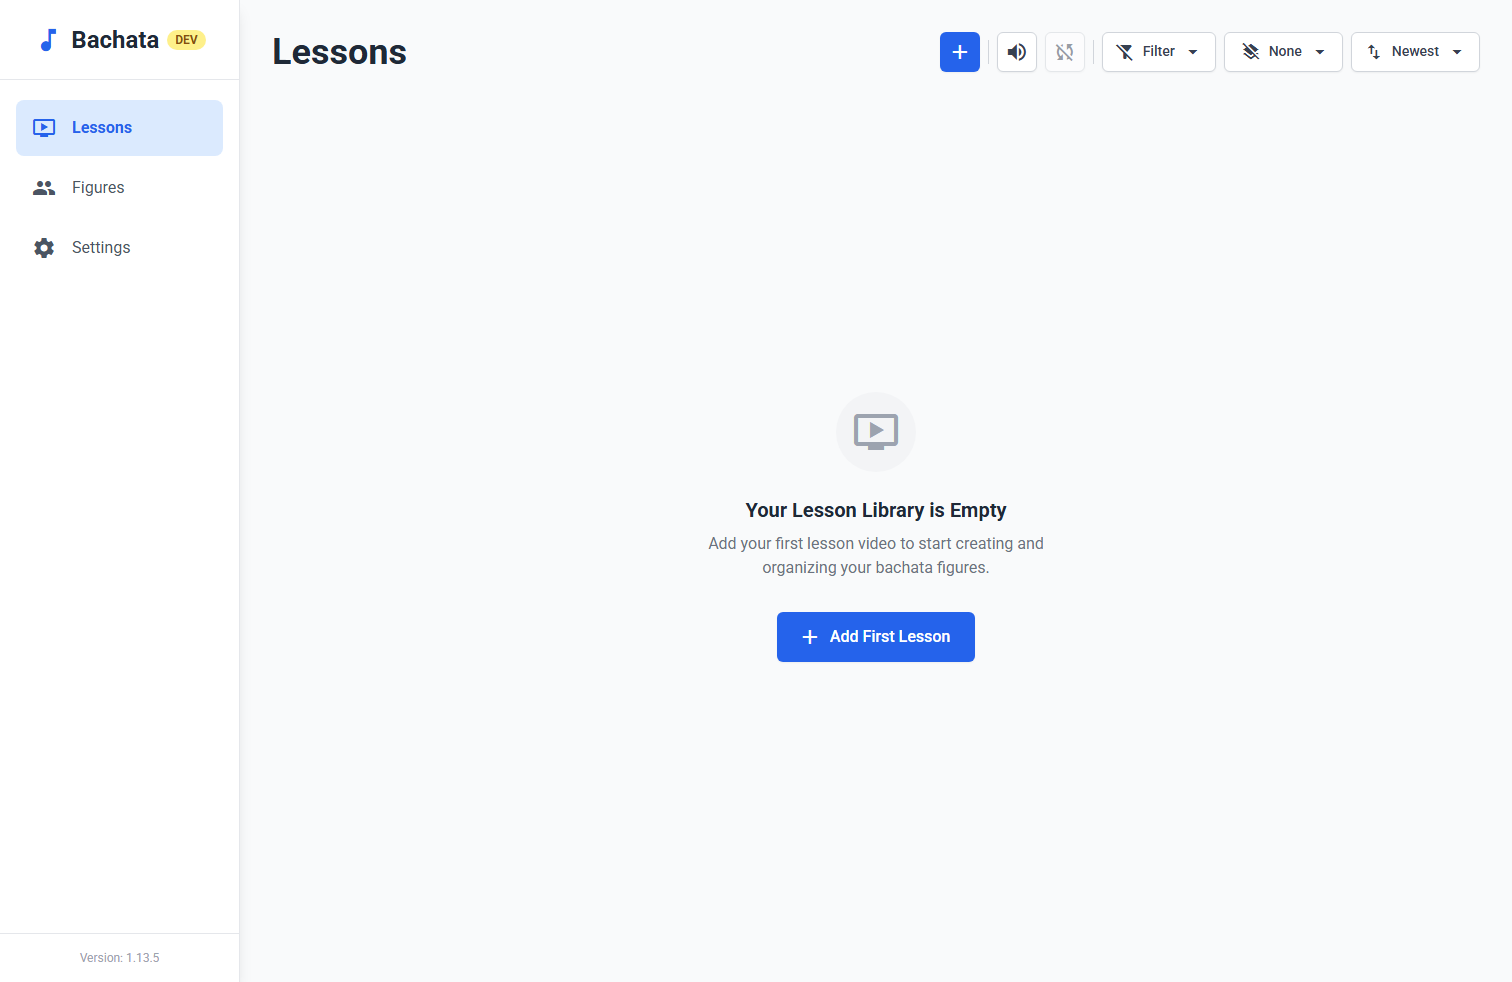 Bachata DEV
Lessons
Figures
Settings
Version: 1.13.5
Lessons
Filter
None
Newest
Your Lesson Library is Empty
Add your first lesson video to start creating and
organizing your bachata figures.
Add First Lesson